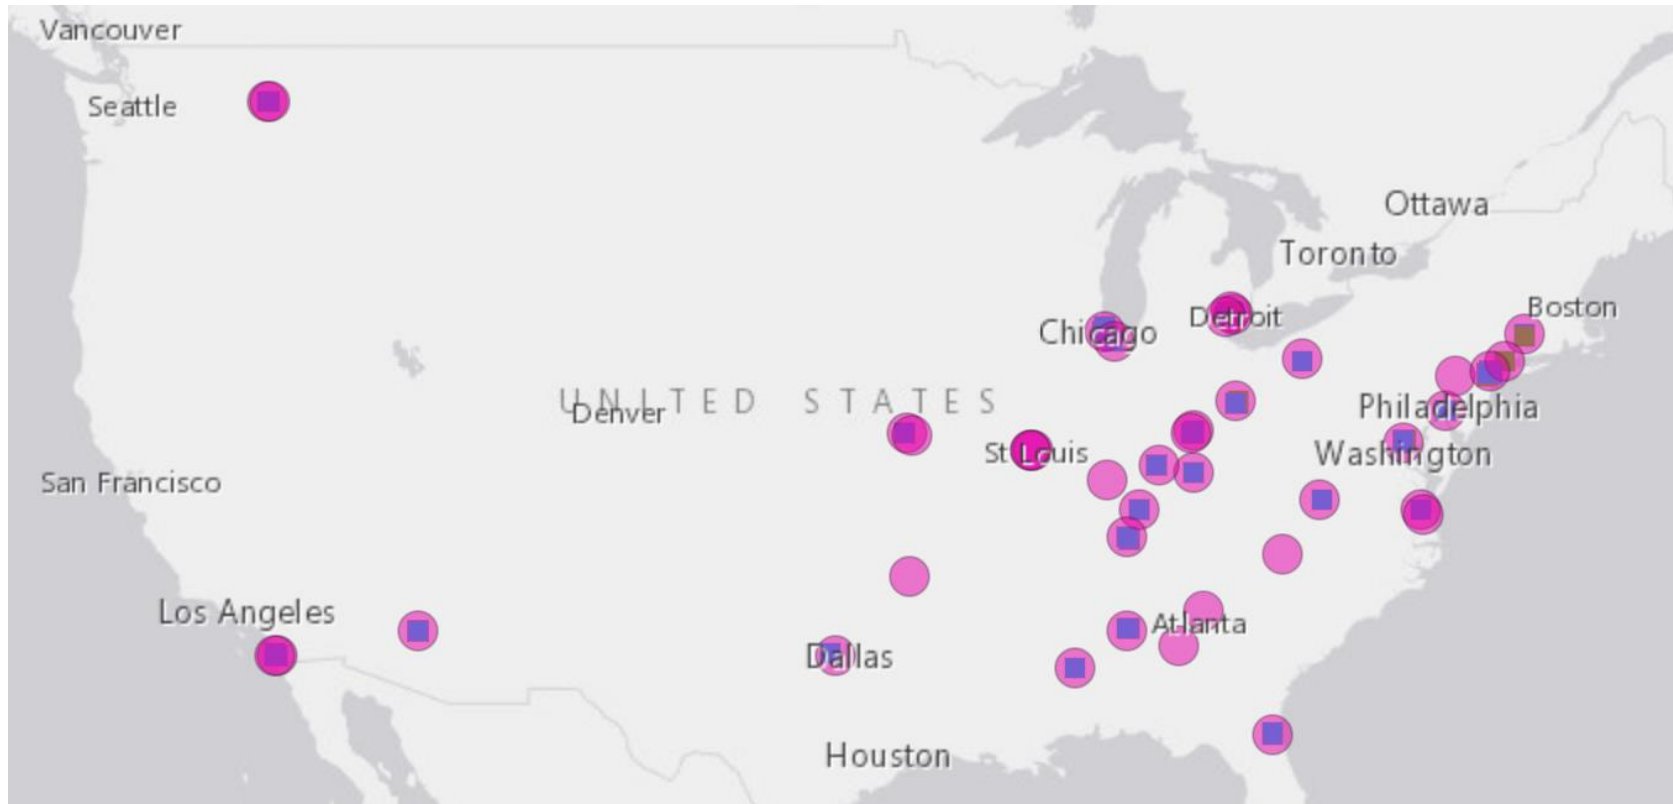 Vancouver
Seattle
Ottawa
Toronto
Boston
Detroit
Chicago
UNITED STATES
Denver
Philadelphia
St Louis
Washington
San Francisco
Los Angeles
Atlanta
Dallas
Houston